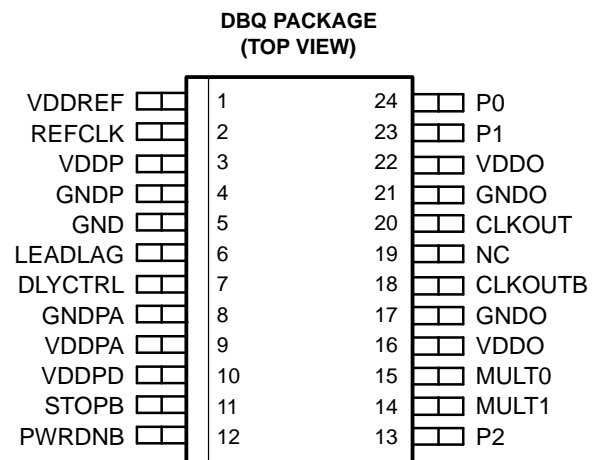 DBQ PACKAGE
(TOP VIEW)
VDDREF 1 24 P0
REFCLK 2 23 P1
VDDP 3 22 VDDO
GNDP 4 21 GNDO
GND 5 20 CLKOUT
LEADLAG 6 19 NC
DLYCTRL 7 18 CLKOUTB
GNDPA 8 17 GNDO
VDDPA 9 16 VDDO
VDDPD 10 15 MULT0
STOPB 11 14 MULT1
PWRDNB 12 13 P2